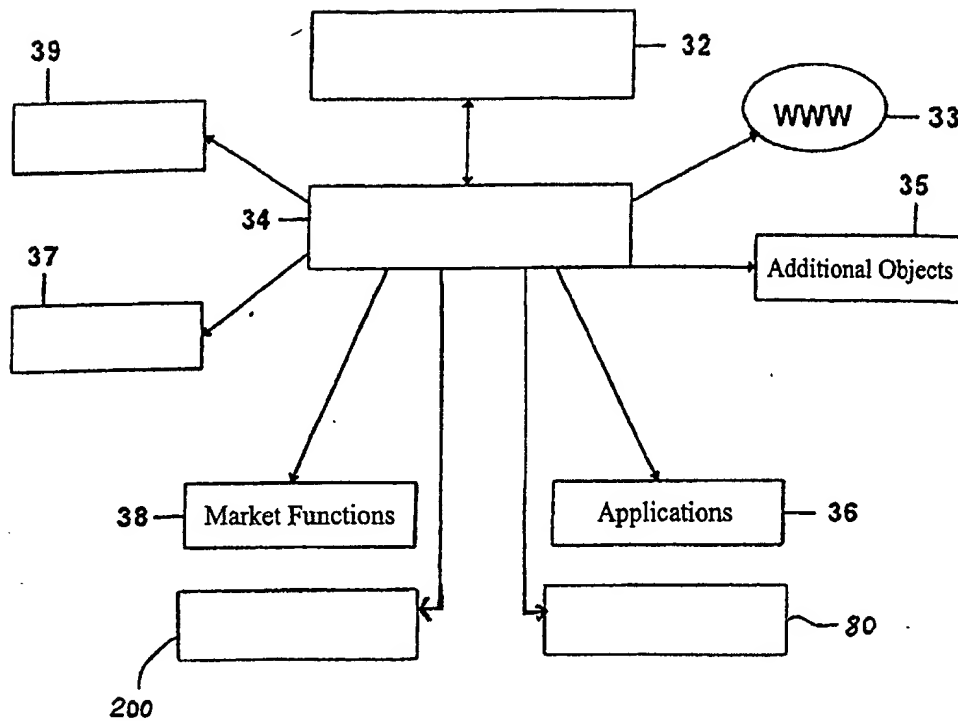 39
32
WWW
33
34
35
Additional Objects
37
38
Market Functions
Applications
36
200
80